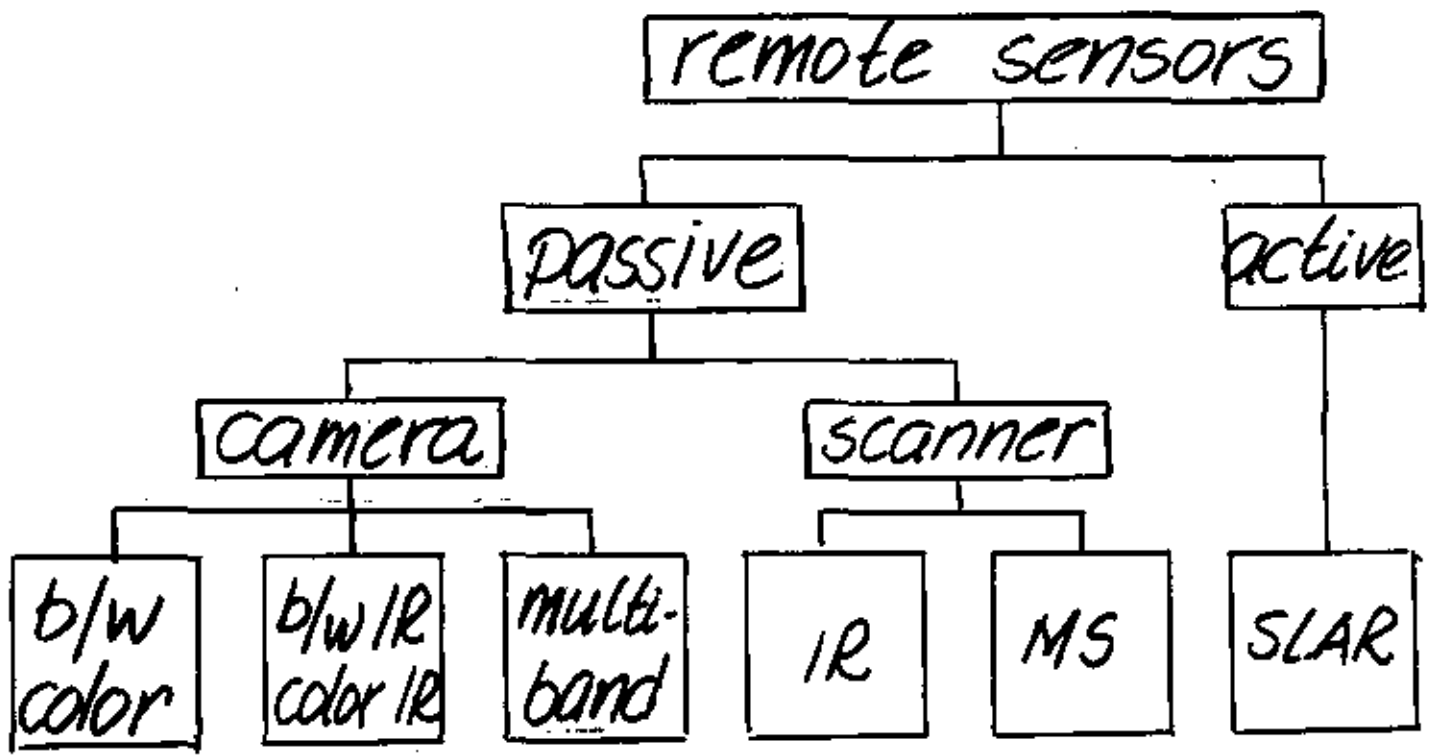 remote sensors
passive
active
camera
scanner
b/w
color
b/w IR
color IR
multi-
band
IR
MS
SLAR